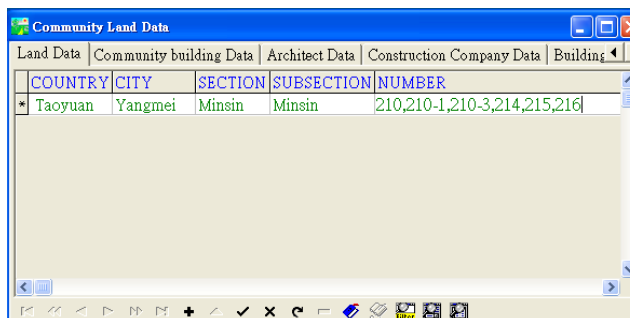 Community Land Data
Land Data Community building Data Architect Data Construction Company Data Building
COUNTRY CITY SECTION SUBSECTION NUMBER
* Taoyuan Yangmei Minsin Minsin 210,210-1,210-3,214,215,216
filter